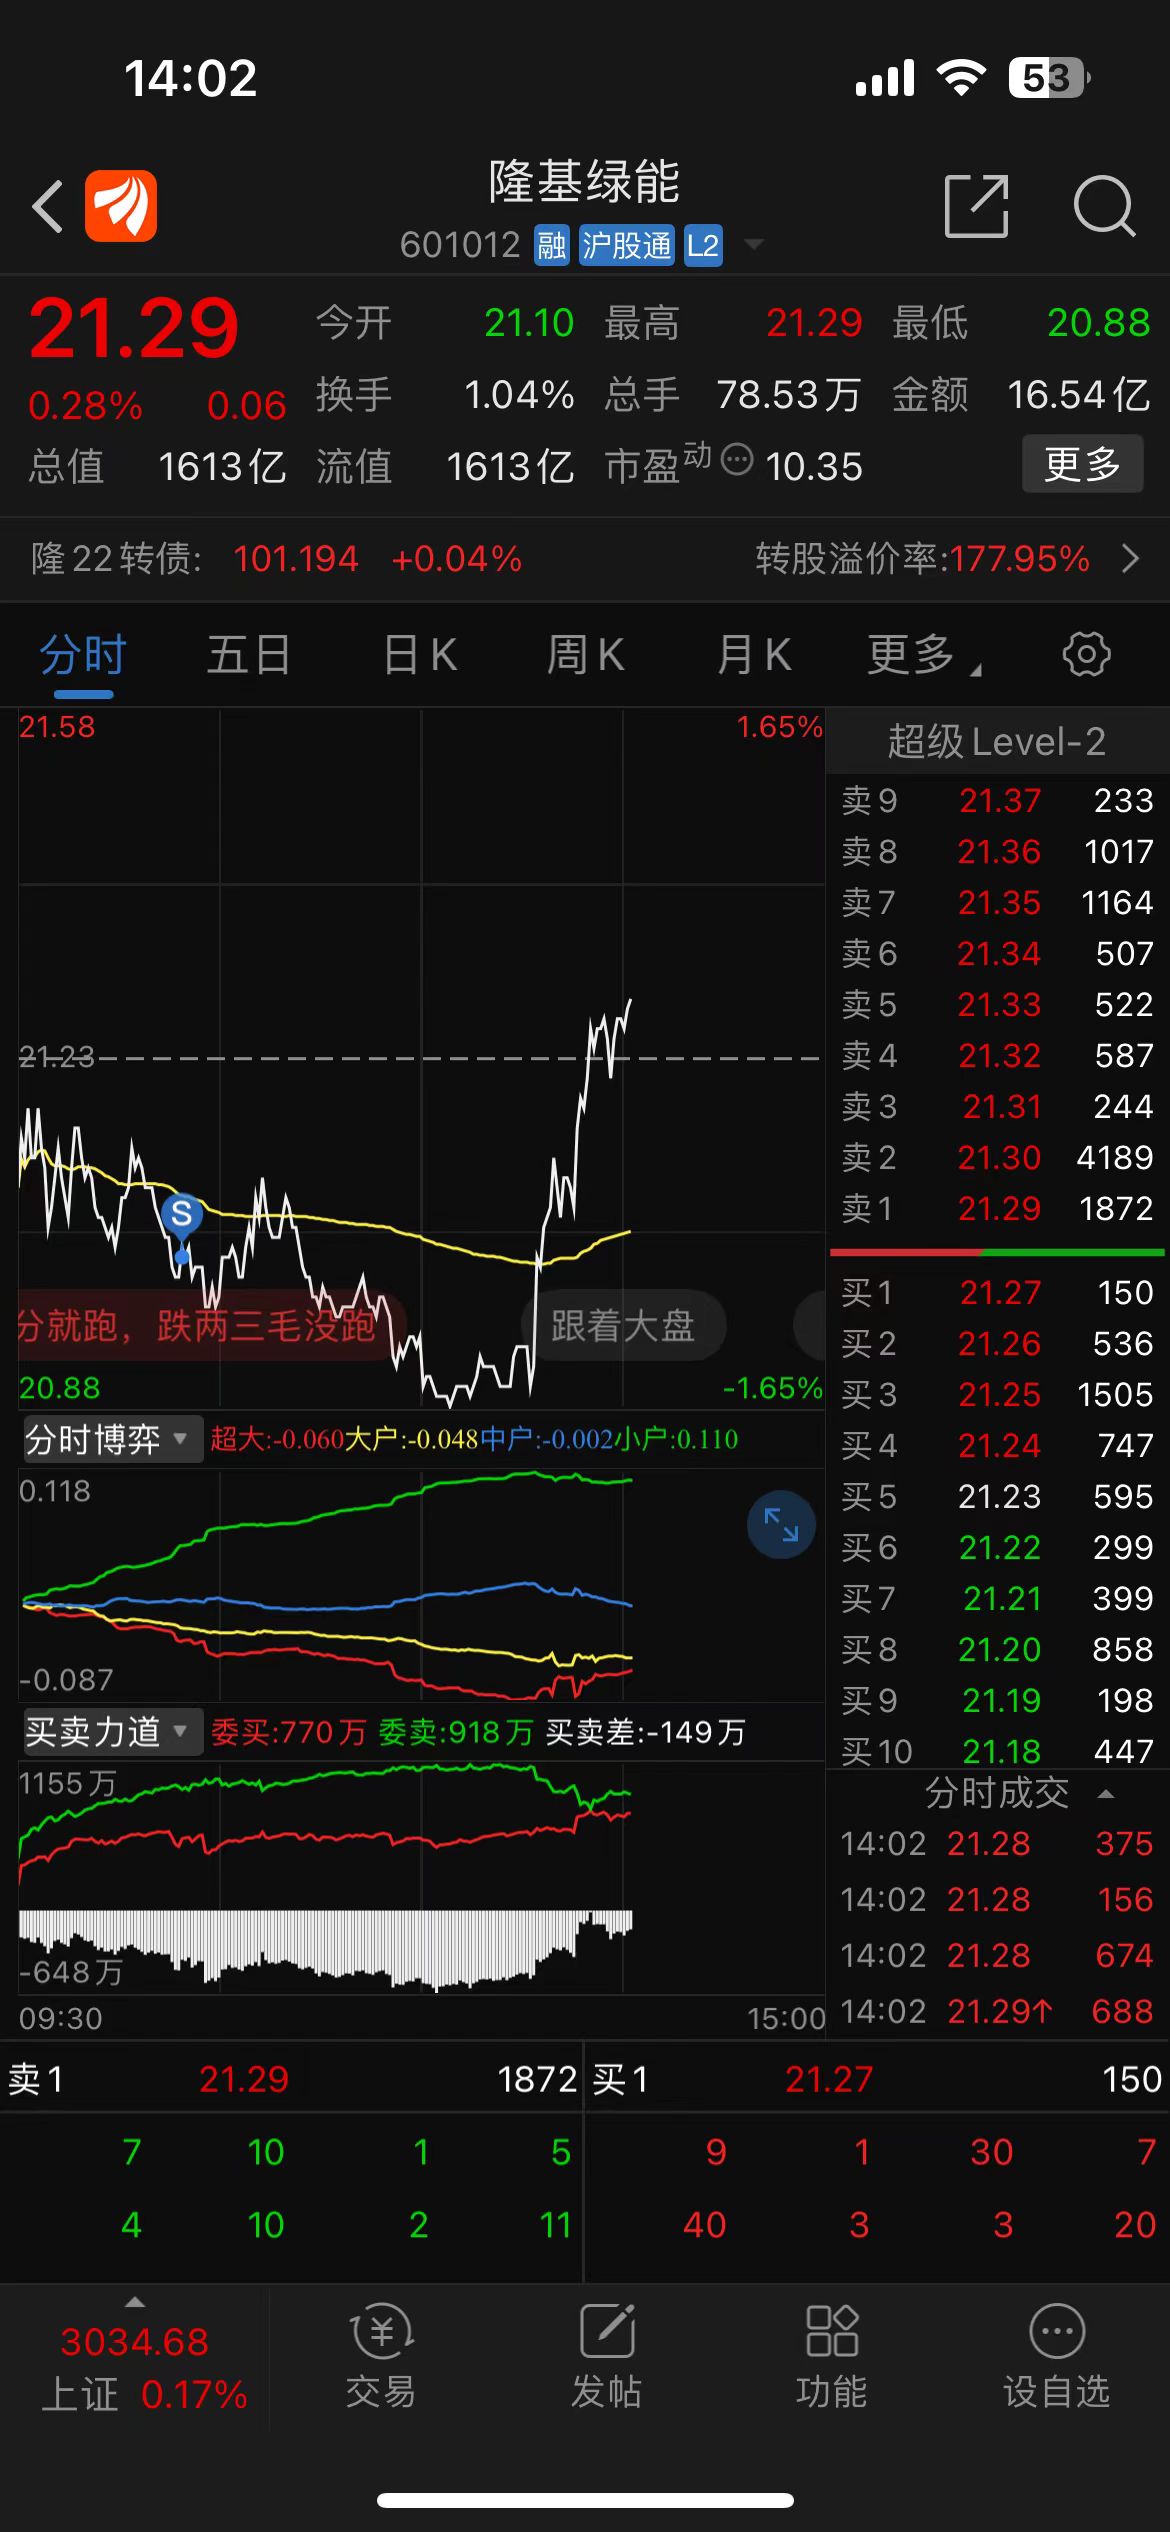 14:02
53
隆基绿能
601012 融 沪股通 L2
21.29 今开 21.10 最高 21.29 最低 20.88
0.28% 0.06 换手 1.04% 总手 78.53万 金额 16.54亿
总值 1613亿 流值 1613亿 市盈动 10.35 更多
隆22转债: 101.194 +0.04% 转股溢价率:177.95%
分时 五日 日K 周K 月K 更多
21.58 1.65%
21.23
S
分就跑，跌两三毛没跑 跟着大盘
20.88 -1.65%
分时博弈 超大:-0.060大户:-0.048中户:-0.002小户:0.110
0.118
-0.087
买卖力道 委买:770万 委卖:918万 买卖差:-149万
1155万
-648万
09:30 15:00
超级Level-2
卖9 21.37 233
卖8 21.36 1017
卖7 21.35 1164
卖6 21.34 507
卖5 21.33 522
卖4 21.32 587
卖3 21.31 244
卖2 21.30 4189
卖1 21.29 1872
买1 21.27 150
买2 21.26 536
买3 21.25 1505
买4 21.24 747
买5 21.23 595
买6 21.22 299
买7 21.21 399
买8 21.20 858
买9 21.19 198
买10 21.18 447
分时成交
14:02 21.28 375
14:02 21.28 156
14:02 21.28 674
14:02 21.29↑ 688
卖1 21.29 1872 买1 21.27 150
7 10 1 5 9 1 30 7
4 10 2 11 40 3 3 20
3034.68
上证 0.17%
交易 发帖 功能 设自选